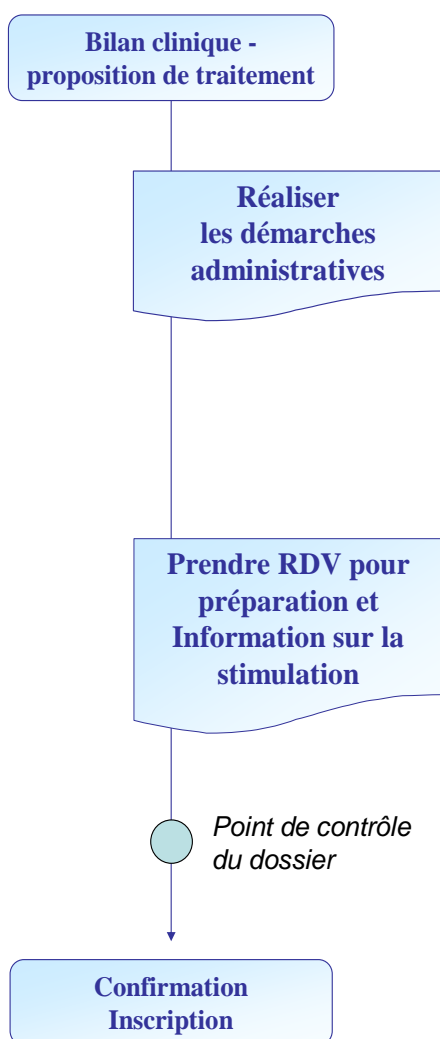 Bilan clinique -
proposition de traitement
Réaliser
les démarches
administratives
Prendre RDV pour
préparation et
Information sur la
stimulation
Point de contrôle
du dossier
Confirmation
Inscription